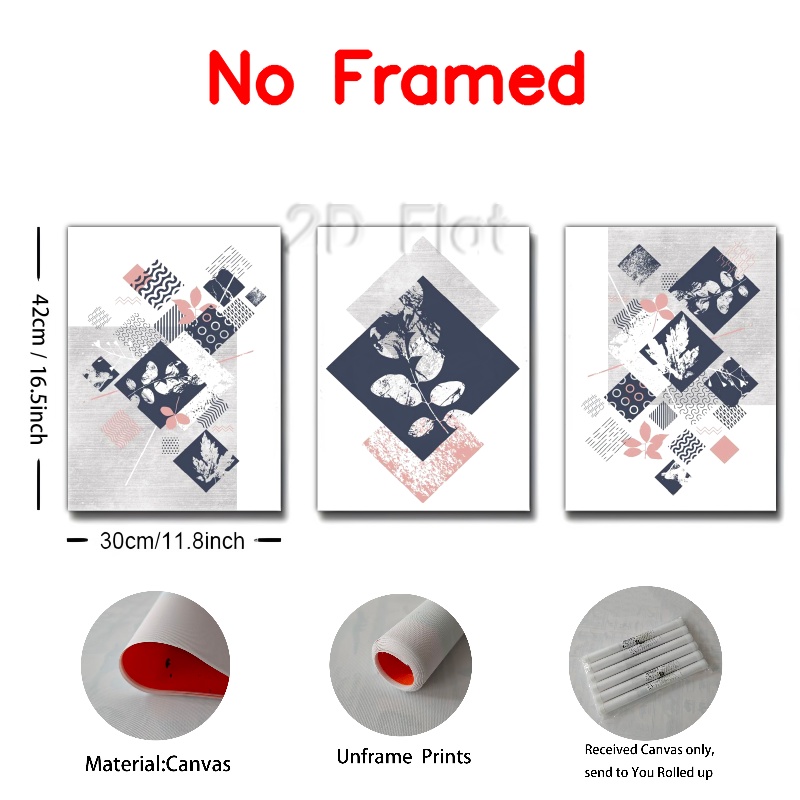 No Framed
2D Flat
42cm / 16.5inch
30cm/11.8inch
Material:Canvas
Unframe Prints
Received Canvas only,
send to You Rolled up